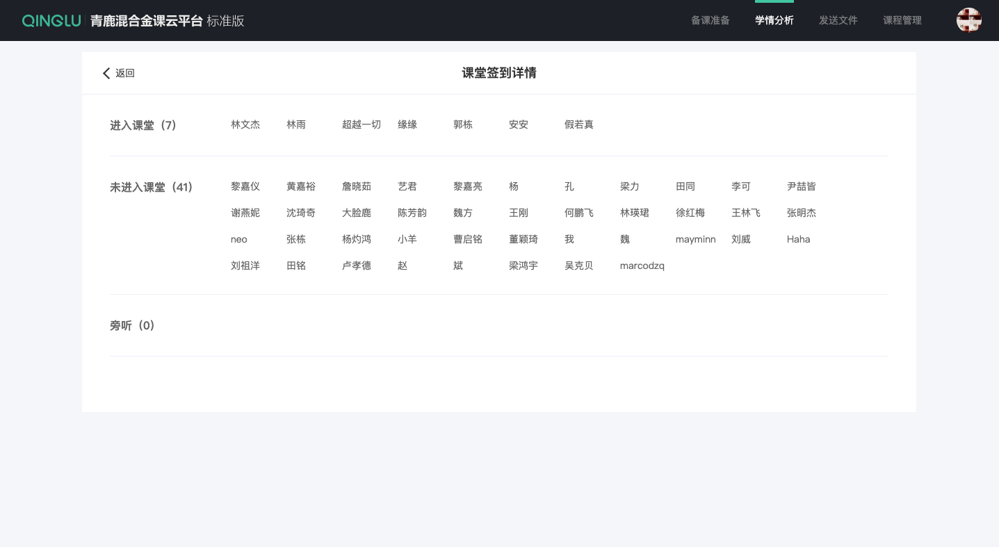 QINGLU 青鹿混合金课云平台 标准版 备课准备 学情分析 发送文件 课程管理
返回 课堂签到详情
进入课堂（7） 林文杰 林雨 超越一切 缘缘 郭栋 安安 假若真
未进入课堂（41） 黎嘉仪 黄嘉裕 詹晓茹 艺君 黎嘉亮 杨 孔 梁力 田同 李可 尹喆皆
谢燕妮 沈琦奇 大脸鹿 陈芳韵 魏方 王刚 何鹏飞 林瑛珺 徐红梅 王林飞 张明杰
neo 张栋 杨灼鸿 小羊 曹启铭 董颖琦 我 魏 mayminn 刘威 Haha
刘祖洋 田铭 卢孝德 赵 斌 梁鸿宇 吴克贝 marcodzq
旁听（0）